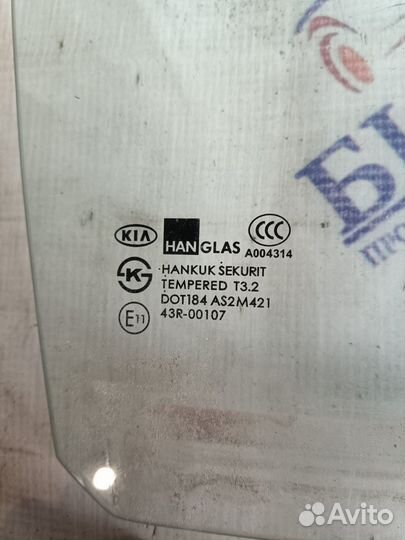 KIA HANGLAS CCC
A004314
HANKUK SEKURIT
TEMPERED T3.2
DOT184 AS2M421
E11 43R-00107
Avito